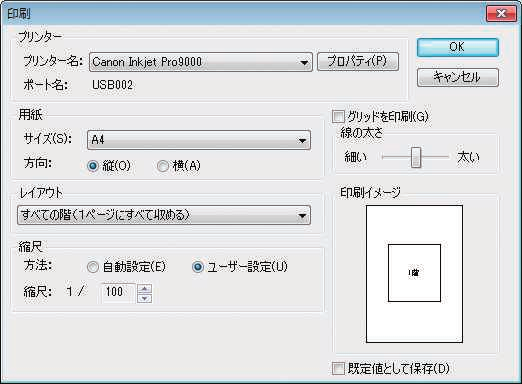 印刷
プリンター
プリンター名: Canon Inkjet Pro9000 プロパティ(P)
ポート名: USB002
OK
キャンセル
用紙
サイズ(S): A4
方向: 縦(O) 横(A)
グリッドを印刷(G)
線の太さ
細い 太い
レイアウト
すべての階(1ページにすべて収める)
縮尺
方法: 自動設定(E) ユーザー設定(U)
縮尺: 1 / 100
印刷イメージ
1階
既定値として保存(D)